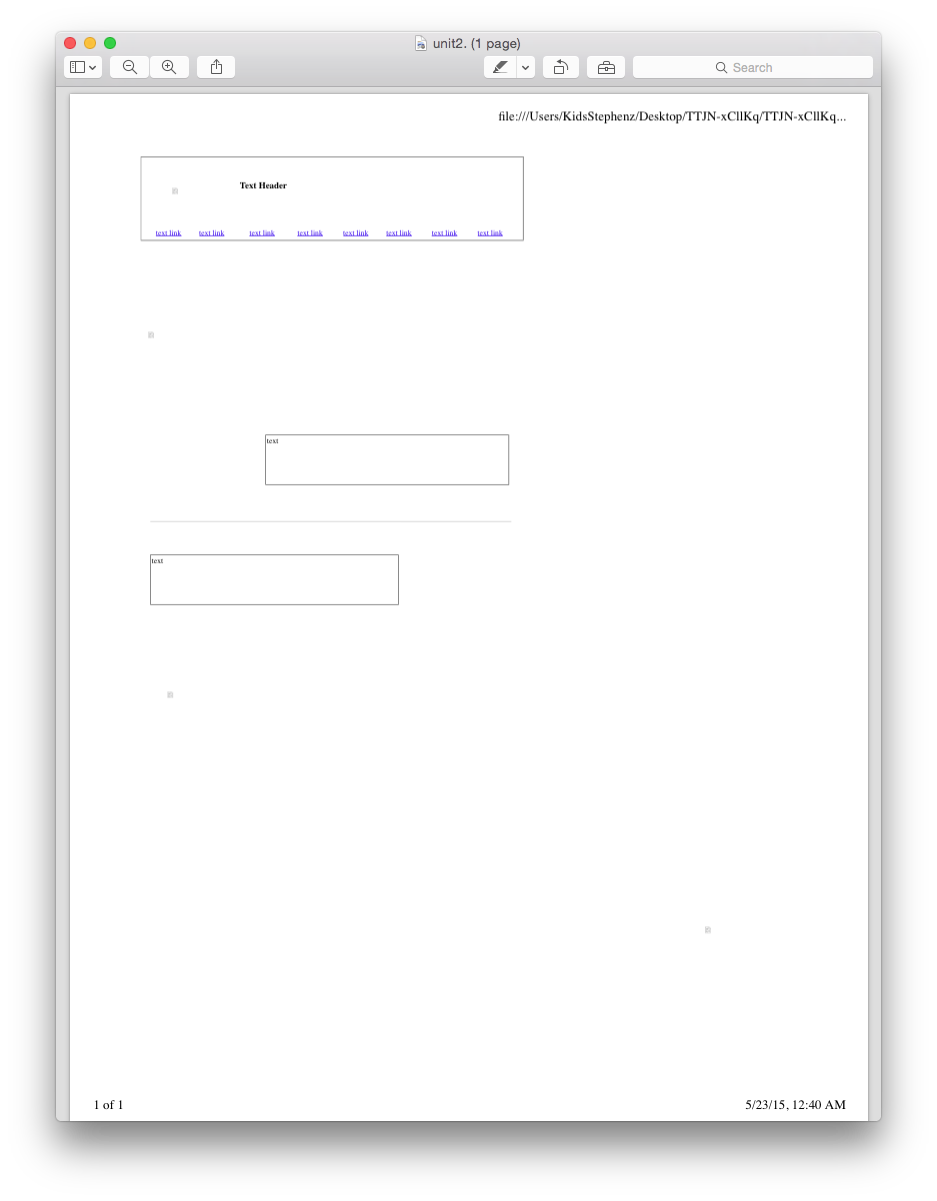 unit2. (1 page)
Search
file:///Users/KidsStephenz/Desktop/TTJN-xCllKq/TTJN-xCllKq...
Text Header
text link text link text link text link text link text link text link text link
text
text
1 of 1 5/23/15, 12:40 AM